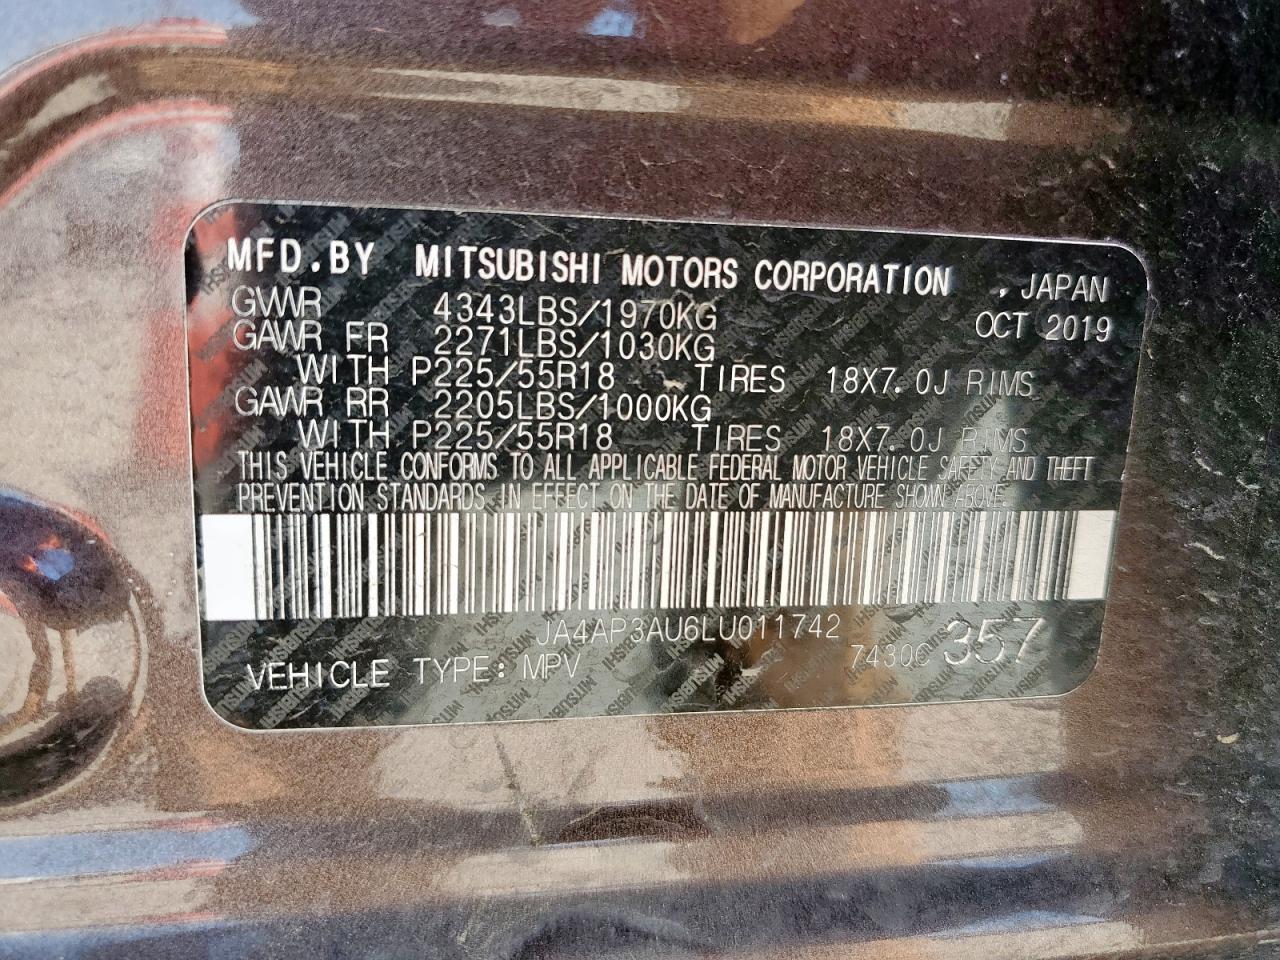 MFD.BY MITSUBISHI MOTORS CORPORATION , JAPAN
GVWR 4343LBS/1970KG OCT 2019
GAWR FR 2271LBS/1030KG
WITH P225/55R18 TIRES 18X7.0J RIMS
GAWR RR 2205LBS/1000KG
WITH P225/55R18 TIRES 18X7.0J RIMS
THIS VEHICLE CONFORMS TO ALL APPLICABLE FEDERAL MOTOR VEHICLE SAFETY AND THEFT
PREVENTION STANDARDS IN EFFECT ON THE DATE OF MANUFACTURE SHOWN ABOVE.
JA4AP3AU6LU011742
VEHICLE TYPE: MPV 7430C 357